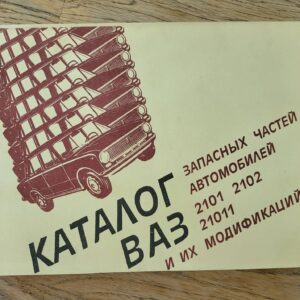 КАТАЛОГ
ВАЗ
ЗАПАСНЫХ ЧАСТЕЙ
АВТОМОБИЛЕЙ
2101 2102
21011
И ИХ МОДИФИКАЦИЙ